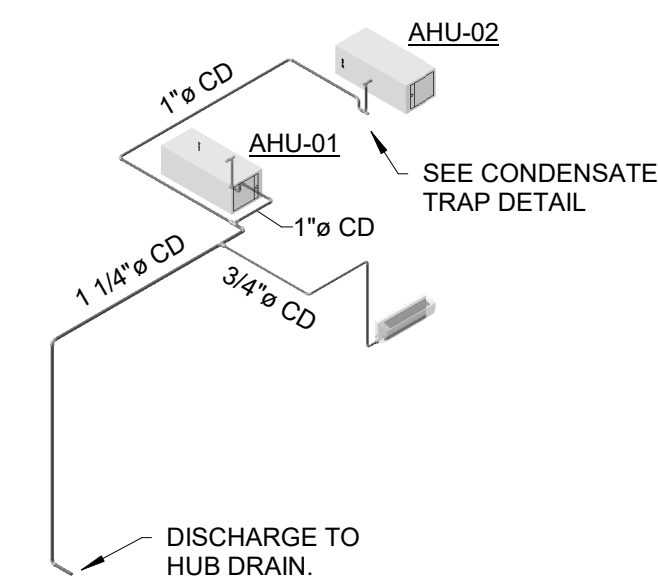 AHU-02
1"ø CD
AHU-01
SEE CONDENSATE
TRAP DETAIL
1"ø CD
1 1/4"ø CD
3/4"ø CD
DISCHARGE TO
HUB DRAIN.